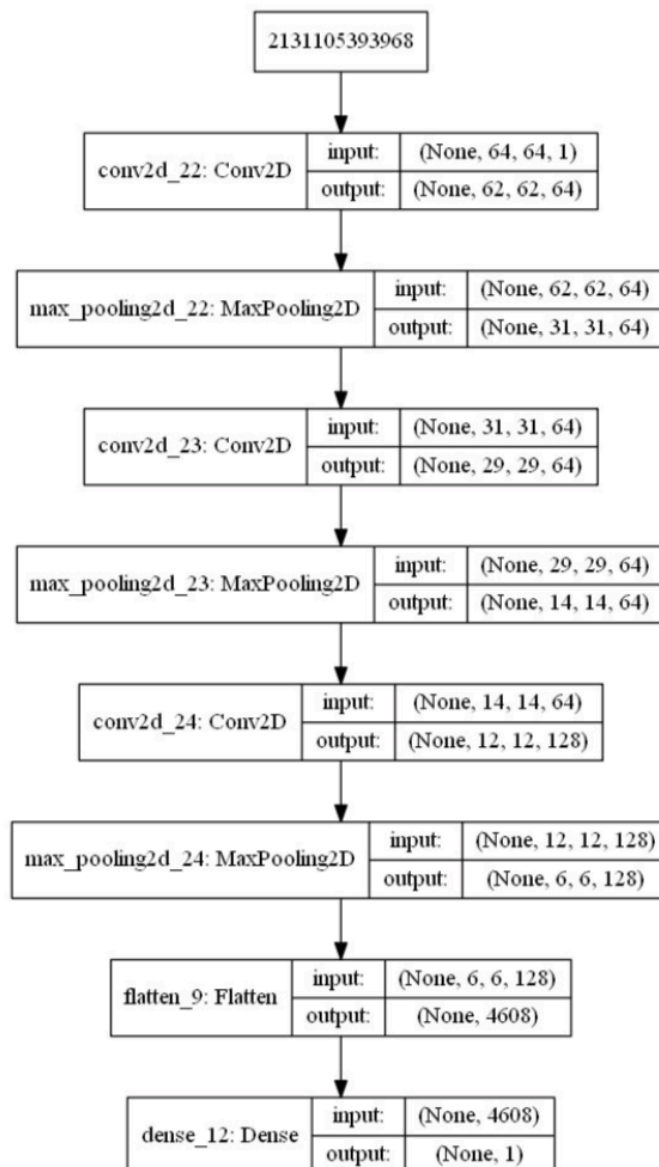 2131105393968
conv2d_22: Conv2D
input: (None, 64, 64, 1)
output: (None, 62, 62, 64)
max_pooling2d_22: MaxPooling2D
input: (None, 62, 62, 64)
output: (None, 31, 31, 64)
conv2d_23: Conv2D
input: (None, 31, 31, 64)
output: (None, 29, 29, 64)
max_pooling2d_23: MaxPooling2D
input: (None, 29, 29, 64)
output: (None, 14, 14, 64)
conv2d_24: Conv2D
input: (None, 14, 14, 64)
output: (None, 12, 12, 128)
max_pooling2d_24: MaxPooling2D
input: (None, 12, 12, 128)
output: (None, 6, 6, 128)
flatten_9: Flatten
input: (None, 6, 6, 128)
output: (None, 4608)
dense_12: Dense
input: (None, 4608)
output: (None, 1)